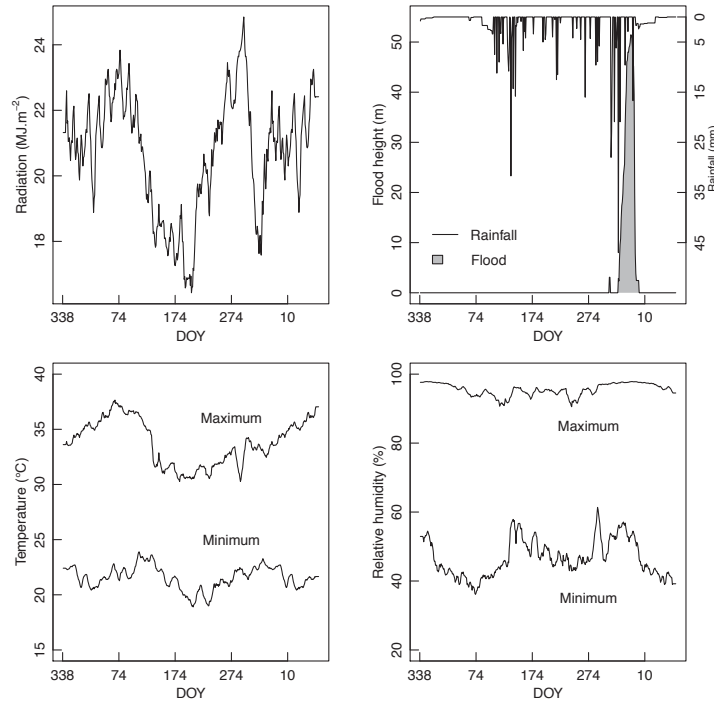 Radiation (MJ.m−2)
24
22
20
18
338 74 174 274 10
DOY
Flood height (m)
50
40
30
20
10
0
Rainfall
Flood
0
5
15
25
35
45
Rainfall (mm)
338 74 174 274 10
DOY
Temperature (°C)
40
35
30
25
20
15
Maximum
Minimum
338 74 174 274 10
DOY
Relative humidity (%)
100
80
60
40
20
Maximum
Minimum
338 74 174 274 10
DOY